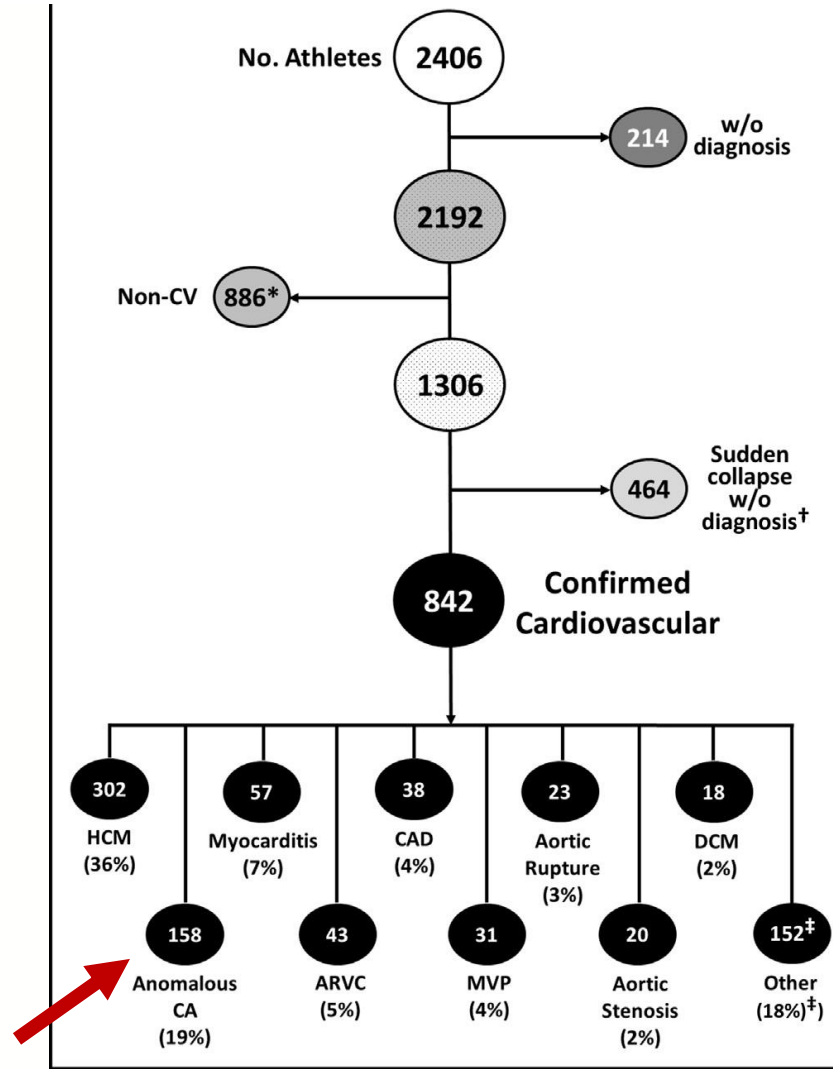 No. Athletes
2406
214
w/o
diagnosis
2192
Non-CV
886*
1306
464
Sudden
collapse
w/o
diagnosis†
842
Confirmed
Cardiovascular
302
HCM
(36%)
57
Myocarditis
(7%)
38
CAD
(4%)
23
Aortic
Rupture
(3%)
18
DCM
(2%)
158
Anomalous
CA
(19%)
43
ARVC
(5%)
31
MVP
(4%)
20
Aortic
Stenosis
(2%)
152‡
Other
(18%)‡)